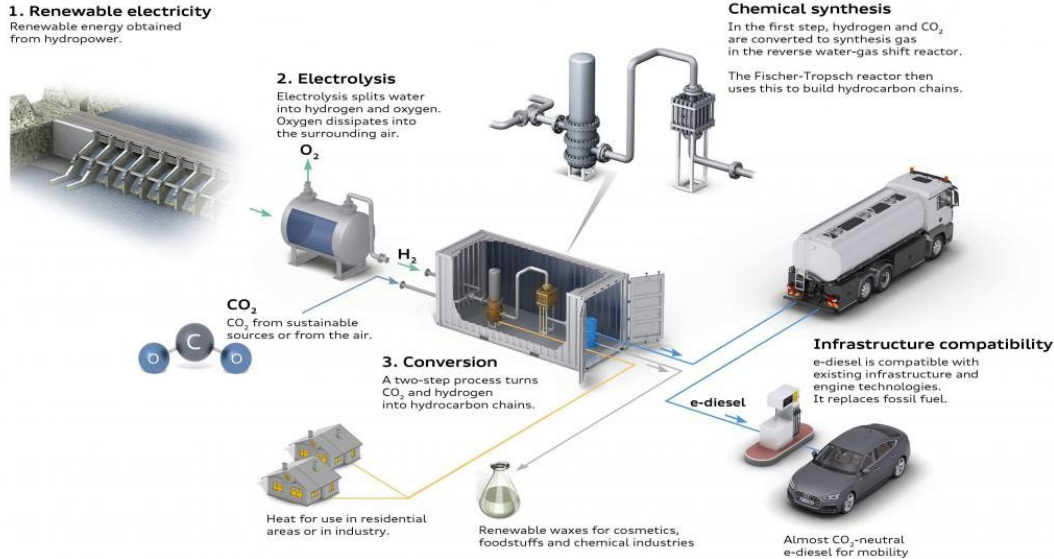 1. Renewable electricity
Renewable energy obtained
from hydropower.
2. Electrolysis
Electrolysis splits water
into hydrogen and oxygen.
Oxygen dissipates into
the surrounding air.
O₂
H₂
CO₂
CO₂ from sustainable
sources or from the air.
O C O
3. Conversion
A two-step process turns
CO₂ and hydrogen
into hydrocarbon chains.
Chemical synthesis
In the first step, hydrogen and CO₂
are converted to synthesis gas
in the reverse water-gas shift reactor.
The Fischer-Tropsch reactor then
uses this to build hydrocarbon chains.
Infrastructure compatibility
e-diesel is compatible with
existing infrastructure and
engine technologies.
It replaces fossil fuel.
e-diesel
Heat for use in residential
areas or in industry.
Renewable waxes for cosmetics,
foodstuffs and chemical industries
Almost CO₂-neutral
e-diesel for mobility